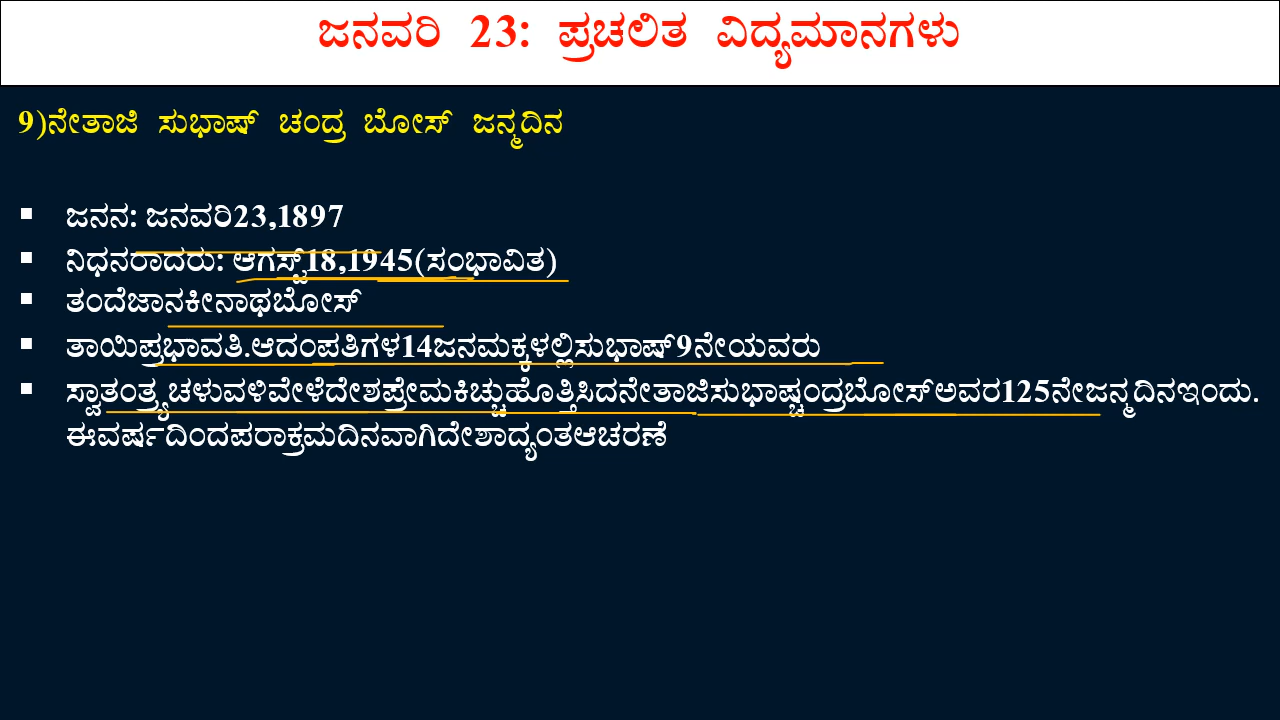 ಜನವರಿ 23: ಪ್ರಚಲಿತ ವಿದ್ಯಮಾನಗಳು
9)ನೇತಾಜಿ ಸುಭಾಷ್ ಚಂದ್ರ ಬೋಸ್ ಜನ್ಮದಿನ
▪ ಜನನ: ಜನವರಿ23,1897
▪ ನಿಧನರಾದರು: ಆಗಸ್ಟ್18,1945(ಸಂಭಾವಿತ)
▪ ತಂದೆಜಾನಕೀನಾಥಬೋಸ್
▪ ತಾಯಿಪ್ರಭಾವತಿ.ಆದಂಪತಿಗಳ14ಜನಮಕ್ಕಳಲ್ಲಿಸುಭಾಷ್9ನೇಯವರು
▪ ಸ್ವಾತಂತ್ರ್ಯಚಳುವಳಿವೇಳೆದೇಶಪ್ರೇಮಕಿಚ್ಚುಹೊತ್ತಿಸಿದನೇತಾಜಿಸುಭಾಷ್ಚಂದ್ರಬೋಸ್ಅವರ125ನೇಜನ್ಮದಿನಇಂದು.
ಈವರ್ಷದಿಂದಪರಾಕ್ರಮದಿನವಾಗಿದೇಶಾದ್ಯಂತಆಚರಣೆ